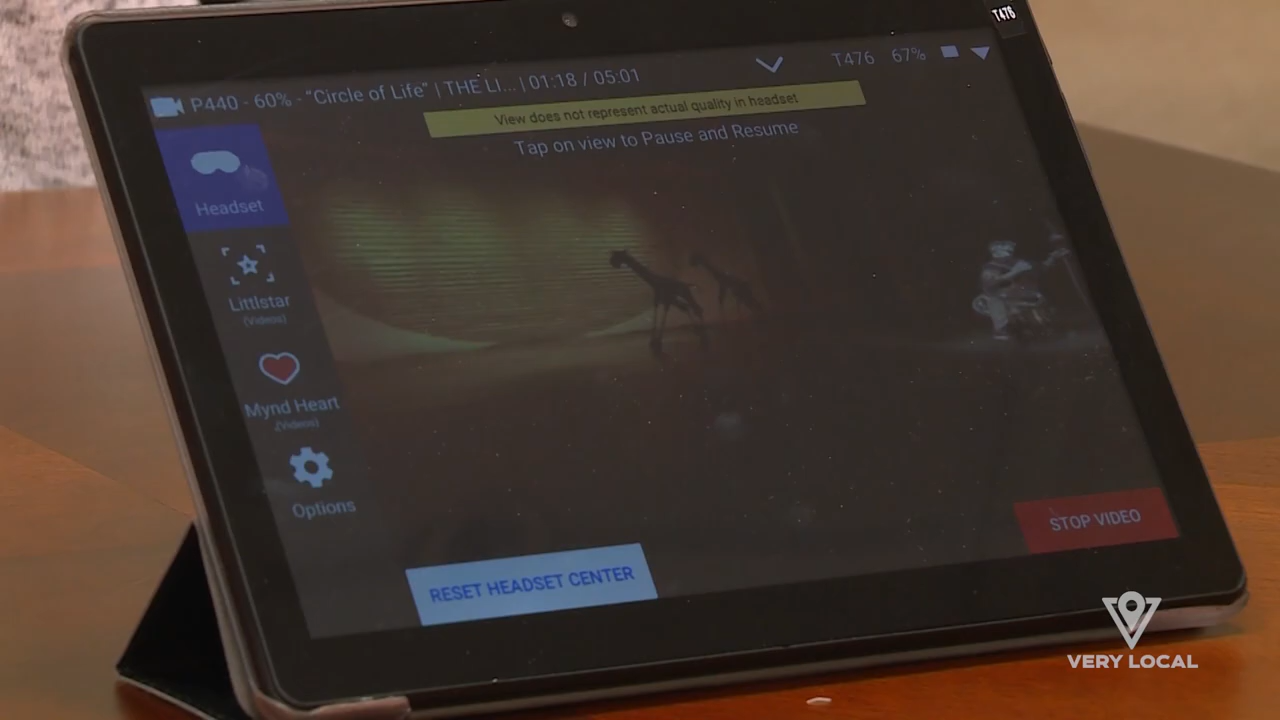 T476
P440 - 60% - "Circle of Life" | THE LI... | 01:18 / 05:01
T476 67%
View does not represent actual quality in headset
Tap on view to Pause and Resume
Headset
Littlstar
(Videos)
Mynd Heart
(Videos)
Options
RESET HEADSET CENTER
STOP VIDEO
VERY LOCAL